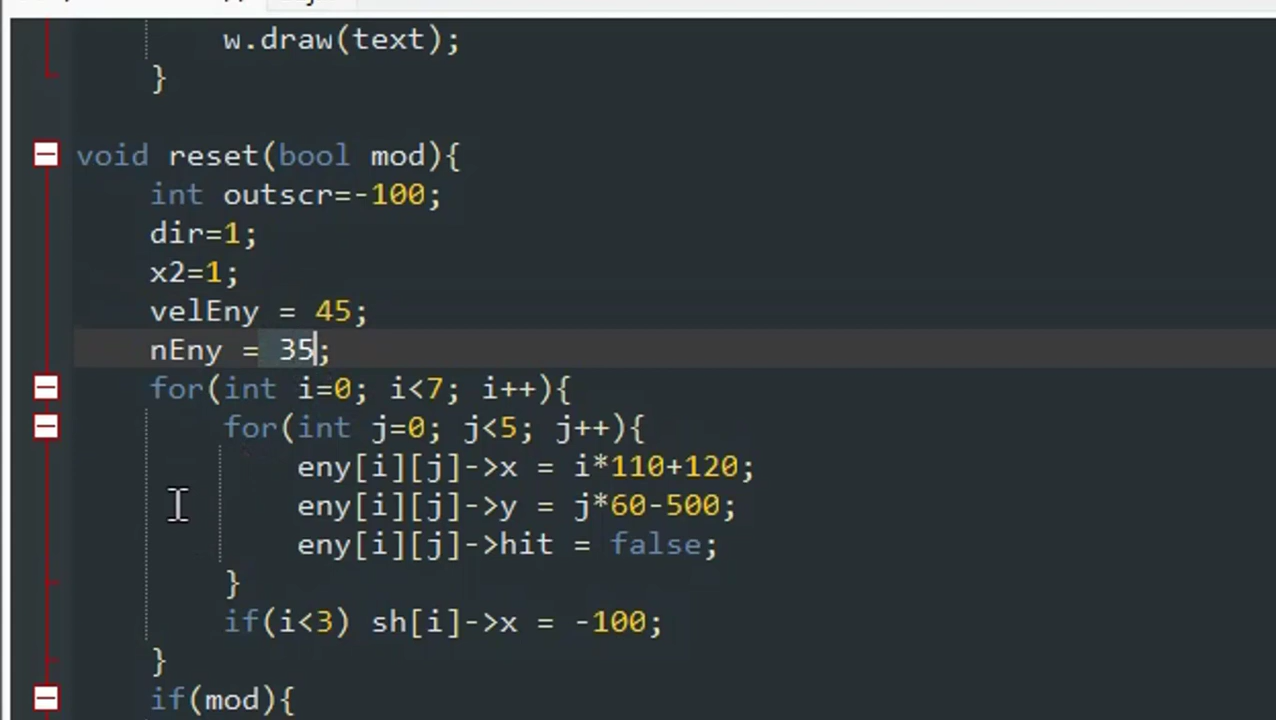 w.draw(text);
}
void reset(bool mod){
int outscr=-100;
dir=1;
x2=1;
velEny = 45;
nEny = 35;
for(int i=0; i<7; i++){
for(int j=0; j<5; j++){
eny[i][j]->x = i*110+120;
eny[i][j]->y = j*60-500;
eny[i][j]->hit = false;
}
if(i<3) sh[i]->x = -100;
}
if(mod){